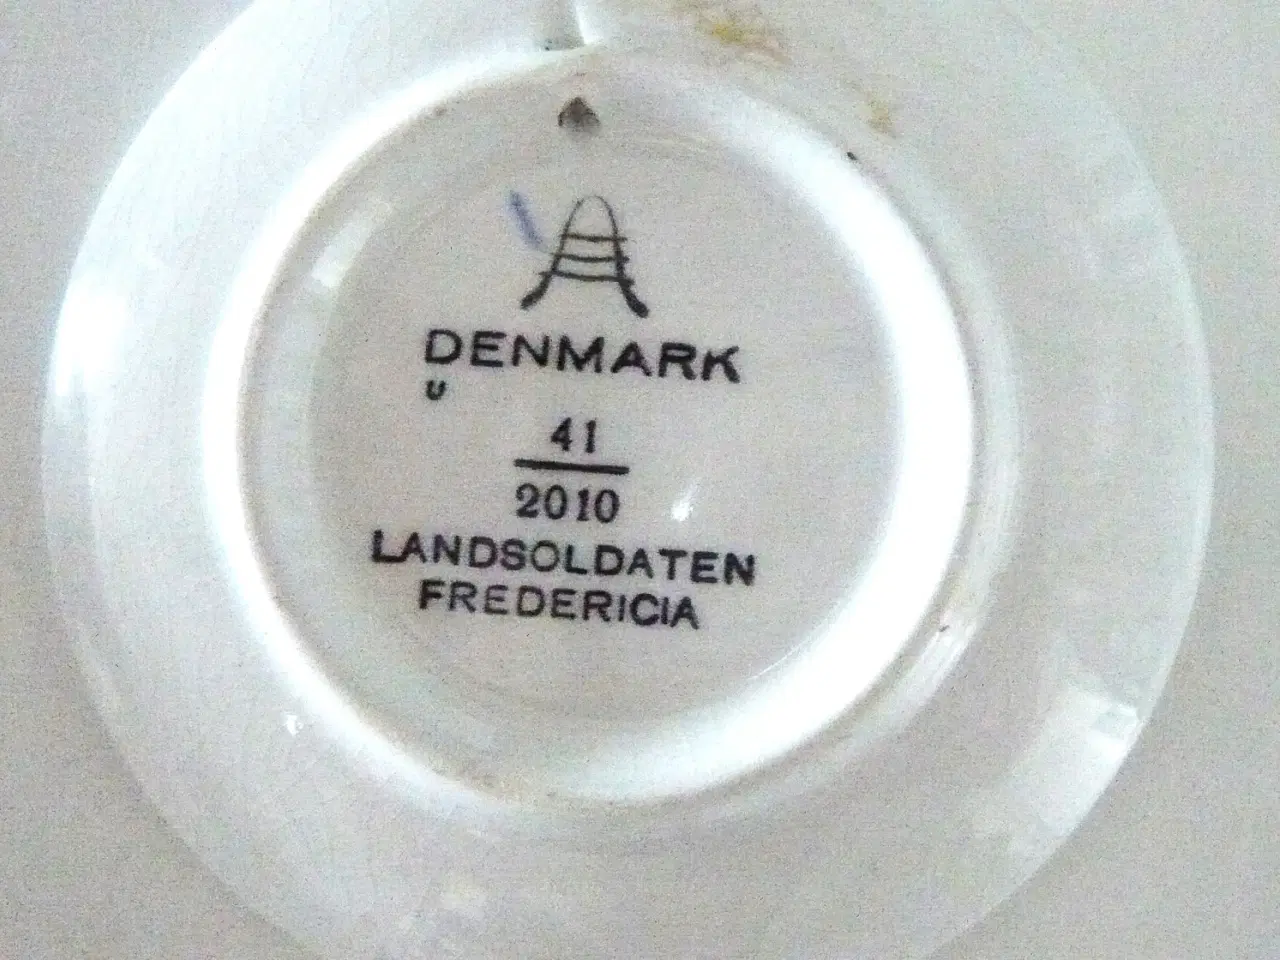 DENMARK
U
41
2010
LANDSOLDATEN
FREDERICIA